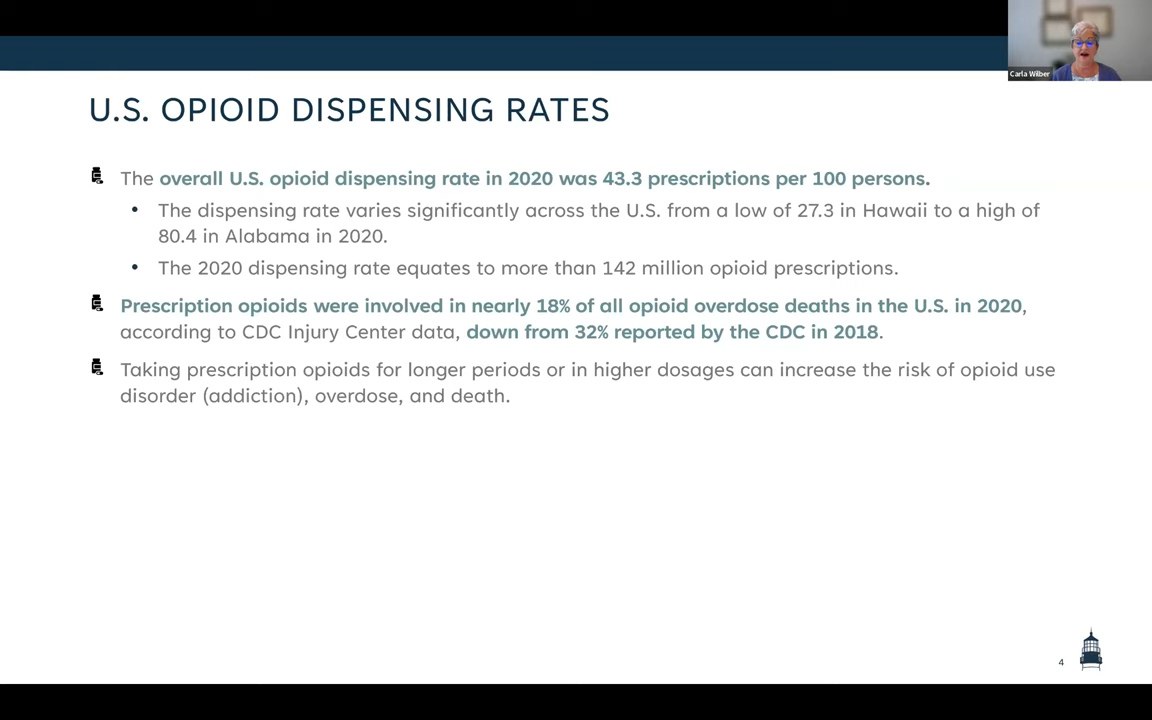 Carla Wilber
U.S. OPIOID DISPENSING RATES
The overall U.S. opioid dispensing rate in 2020 was 43.3 prescriptions per 100 persons.
• The dispensing rate varies significantly across the U.S. from a low of 27.3 in Hawaii to a high of
80.4 in Alabama in 2020.
• The 2020 dispensing rate equates to more than 142 million opioid prescriptions.
Prescription opioids were involved in nearly 18% of all opioid overdose deaths in the U.S. in 2020,
according to CDC Injury Center data, down from 32% reported by the CDC in 2018.
Taking prescription opioids for longer periods or in higher dosages can increase the risk of opioid use
disorder (addiction), overdose, and death.
4